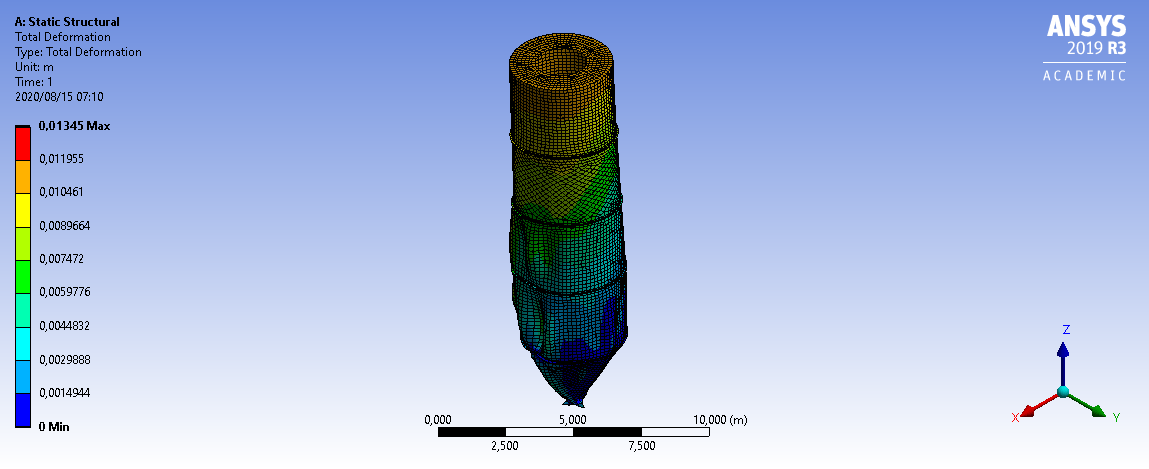 A: Static Structural
Total Deformation
Type: Total Deformation
Unit: m
Time: 1
2020/08/15 07:10
0,01345 Max
0,011955
0,010461
0,0089664
0,007472
0,0059776
0,0044832
0,0029888
0,0014944
0 Min
ANSYS
2019 R3
ACADEMIC
0,000 5,000 10,000 (m)
2,500 7,500
Z
X Y